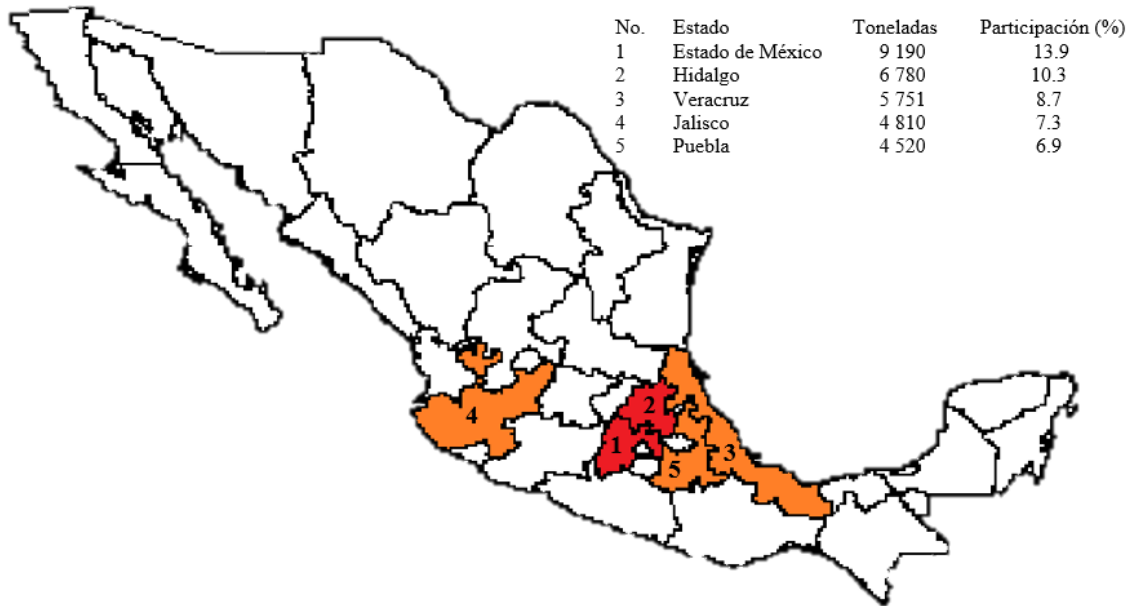 No. Estado Toneladas Participación (%)
1 Estado de México 9 190 13.9
2 Hidalgo 6 780 10.3
3 Veracruz 5 751 8.7
4 Jalisco 4 810 7.3
5 Puebla 4 520 6.9
4
2
1
3
5